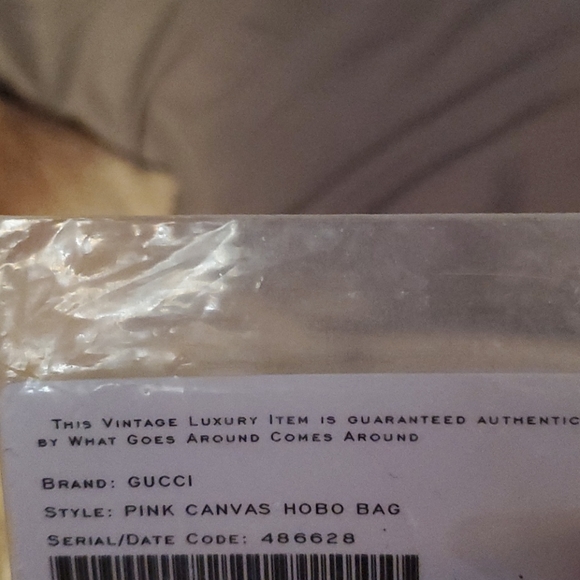 This Vintage Luxury Item is guaranteed authentic
by What Goes Around Comes Around
Brand: GUCCI
Style: PINK CANVAS HOBO BAG
Serial/Date Code: 486628